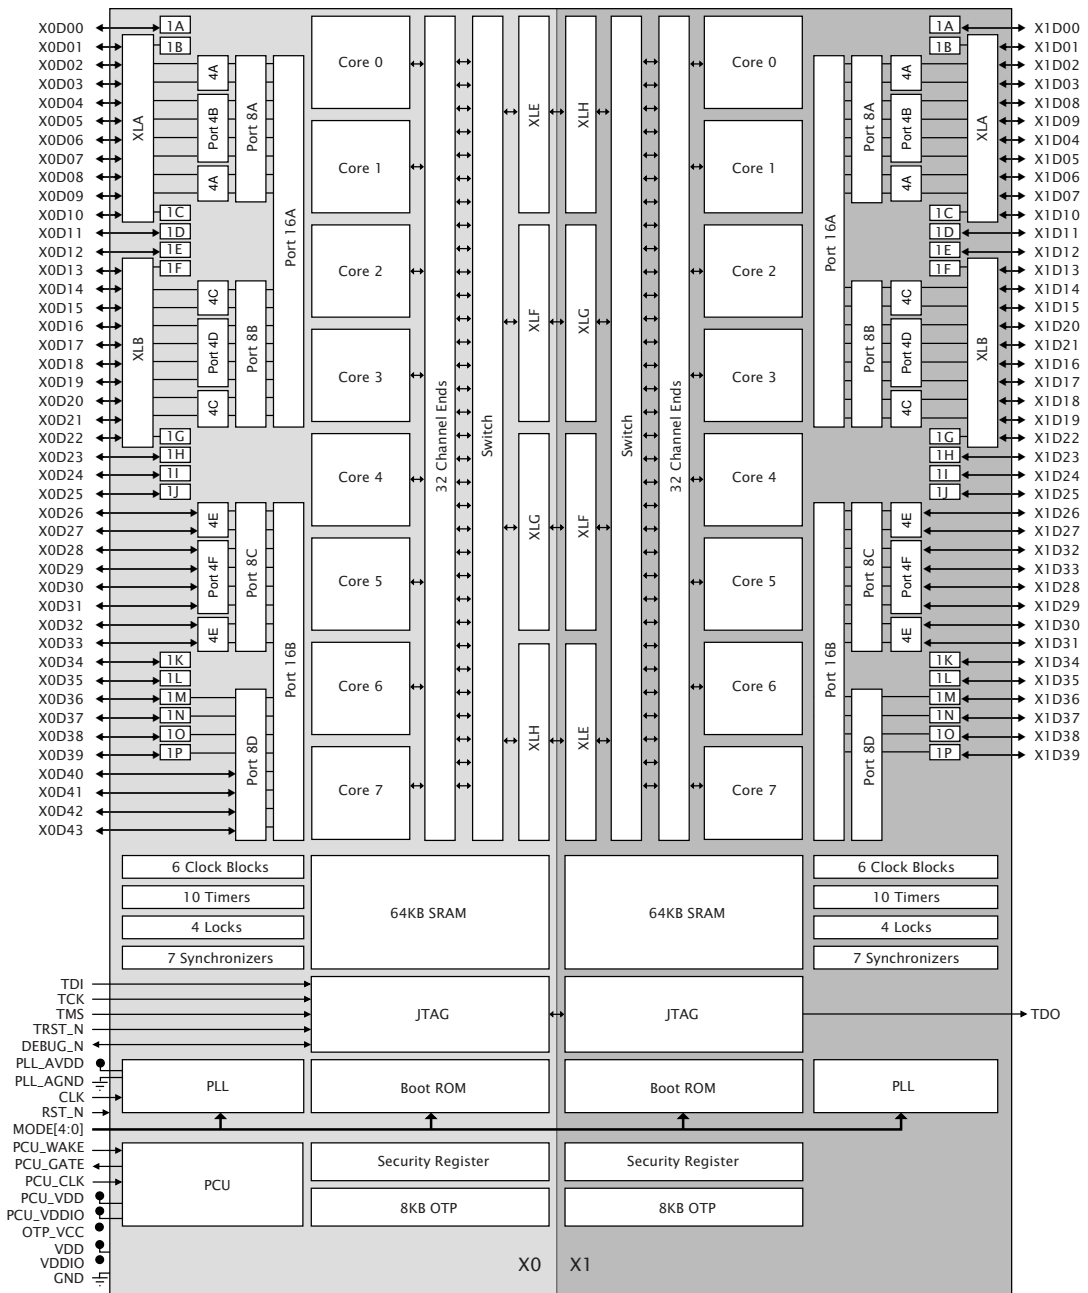 X0D00 1A Core 0 Core 0 1A X1D00
X0D01 1B 1B X1D01
X0D02 4A 4A X1D02
X0D03 X1D03
X0D04 XLA Port 4B Port 8A XLE XLH Port 8A Port 4B XLA X1D08
X0D05 X1D09
X0D06 X1D04
X0D07 Core 1 Core 1 X1D05
X0D08 4A 4A X1D06
X0D09 X1D07
X0D10 1C Port 16A Port 16A 1C X1D10
X0D11 1D 1D X1D11
X0D12 1E 1E X1D12
X0D13 1F Core 2 Core 2 1F X1D13
X0D14 4C 4C X1D14
X0D15 X1D15
X0D16 XLB Port 4D Port 8B XLF XLG Port 8B Port 4D XLB X1D20
X0D17 X1D21
X0D18 X1D16
X0D19 Core 3 Core 3 X1D17
X0D20 4C 4C X1D18
X0D21 32 Channel Ends Switch Switch 32 Channel Ends X1D19
X0D22 1G 1G X1D22
X0D23 1H 1H X1D23
X0D24 1I Core 4 Core 4 1I X1D24
X0D25 1J 1J X1D25
X0D26 4E XLG XLF 4E X1D26
X0D27 X1D27
X0D28 Port 4F Port 8C Port 8C Port 4F X1D32
X0D29 X1D33
X0D30 Core 5 Core 5 X1D28
X0D31 X1D29
X0D32 4E 4E X1D30
X0D33 X1D31
X0D34 1K Port 16B Port 16B 1K X1D34
X0D35 1L Core 6 Core 6 1L X1D35
X0D36 1M 1M X1D36
X0D37 1N 1N X1D37
X0D38 1O Port 8D XLH XLE Port 8D 1O X1D38
X0D39 1P 1P X1D39
X0D40
X0D41 Core 7 Core 7
X0D42
X0D43
6 Clock Blocks 6 Clock Blocks
10 Timers 64KB SRAM 64KB SRAM 10 Timers
4 Locks 4 Locks
7 Synchronizers 7 Synchronizers
TDI
TCK
TMS JTAG JTAG TDO
TRST_N
DEBUG_N
PLL_AVDD
PLL_AGND PLL Boot ROM Boot ROM PLL
CLK
RST_N
MODE[4:0]
PCU_WAKE
PCU_GATE Security Register Security Register
PCU_CLK PCU
PCU_VDD
PCU_VDDIO 8KB OTP 8KB OTP
OTP_VCC
VDD
VDDIO X0 X1
GND